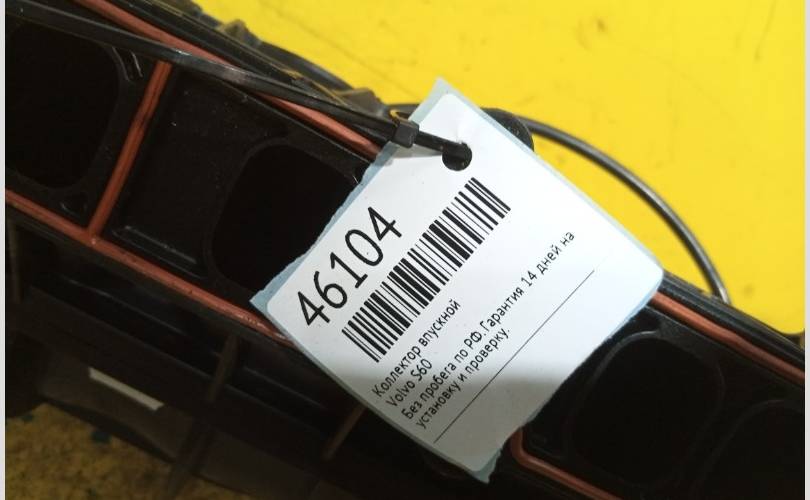 46104
Коллектор впускной
Volvo S60
Без пробега по РФ. Гарантия 14 дней на
установку и проверку.